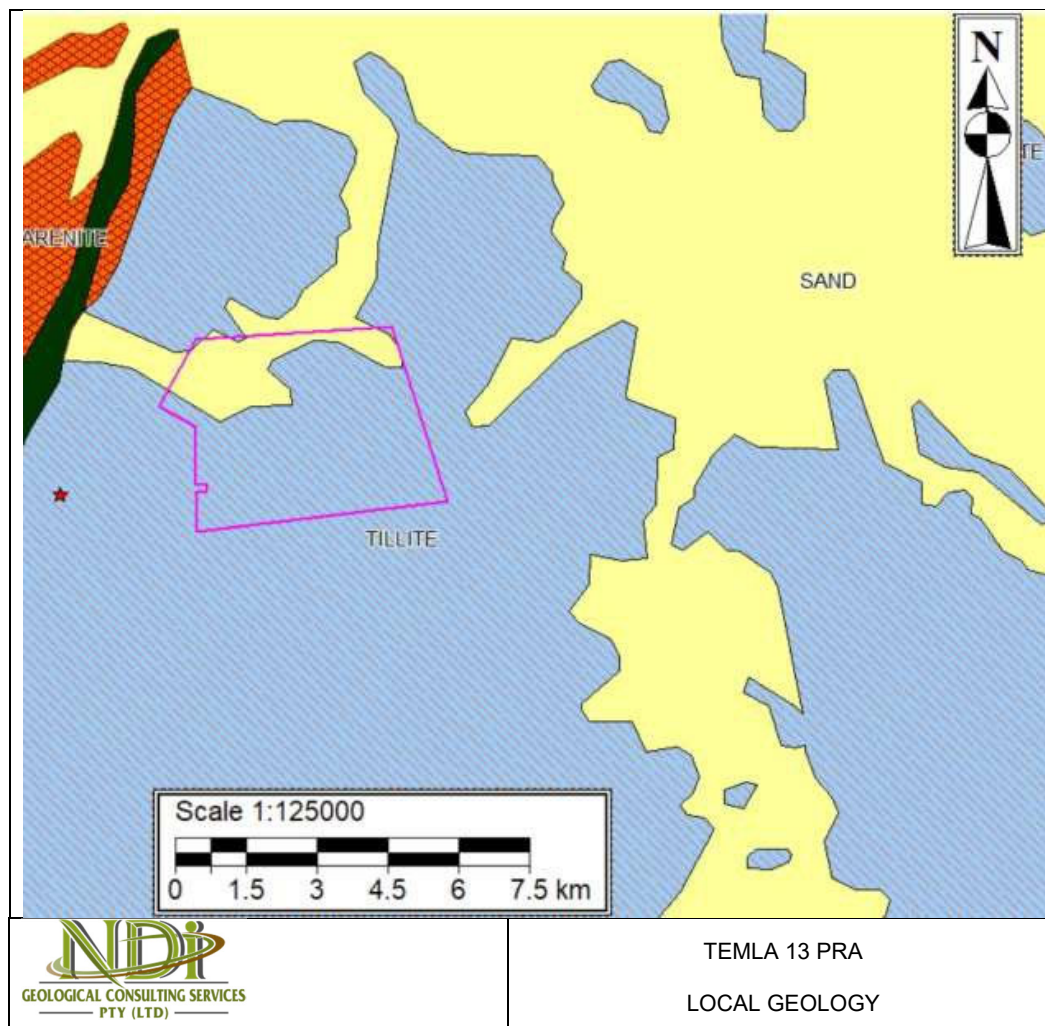 N
TE
ARENITE
SAND
TILLITE
Scale 1:125000
0 1.5 3 4.5 6 7.5 km
NDi
GEOLOGICAL CONSULTING SERVICES
PTY (LTD)
TEMLA 13 PRA
LOCAL GEOLOGY